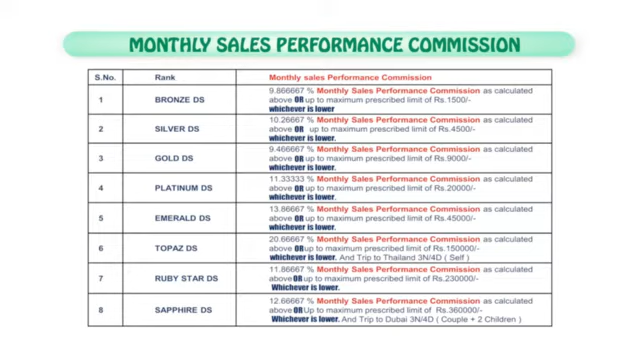 MONTHLY SALES PERFORMANCE COMMISSION
S.No. Rank Monthly sales Performance Commission
1 BRONZE DS 9.866667 % Monthly Sales Performance Commission as calculated
above OR up to maximum prescribed limit of Rs.1500/-
whichever is lower
2 SILVER DS 10.26667 % Monthly Sales Performance Commission as calculated
above OR up to maximum prescribed limit of Rs.4500/-
whichever is lower.
3 GOLD DS 9.466667 % Monthly Sales Performance Commission as calculated
above OR up to maximum prescribed limit of Rs.9000/-
whichever is lower.
4 PLATINUM DS 11.33333 % Monthly Sales Performance Commission as calculated
above OR up to maximum prescribed limit of Rs.20000/-
whichever is lower.
5 EMERALD DS 13.86667 % Monthly Sales Performance Commission as calculated
above OR up to maximum prescribed limit of Rs.45000/-
whichever is lower.
6 TOPAZ DS 20.66667 % Monthly Sales Performance Commission as calculated
above OR up to maximum prescribed limit of Rs.150000/-
whichever is lower. And Trip to Thailand 3N/4D ( Self )
7 RUBY STAR DS 11.86667 % Monthly Sales Performance Commission as calculated
above OR up to maximum prescribed limit of Rs.230000/-
Whichever is lower.
8 SAPPHIRE DS 12.66667 % Monthly Sales Performance Commission as calculated
above OR Up to maximum prescribed limit of Rs.360000/-
Whichever is lower. And Trip to Dubai 3N/4D ( Couple + 2 Children )